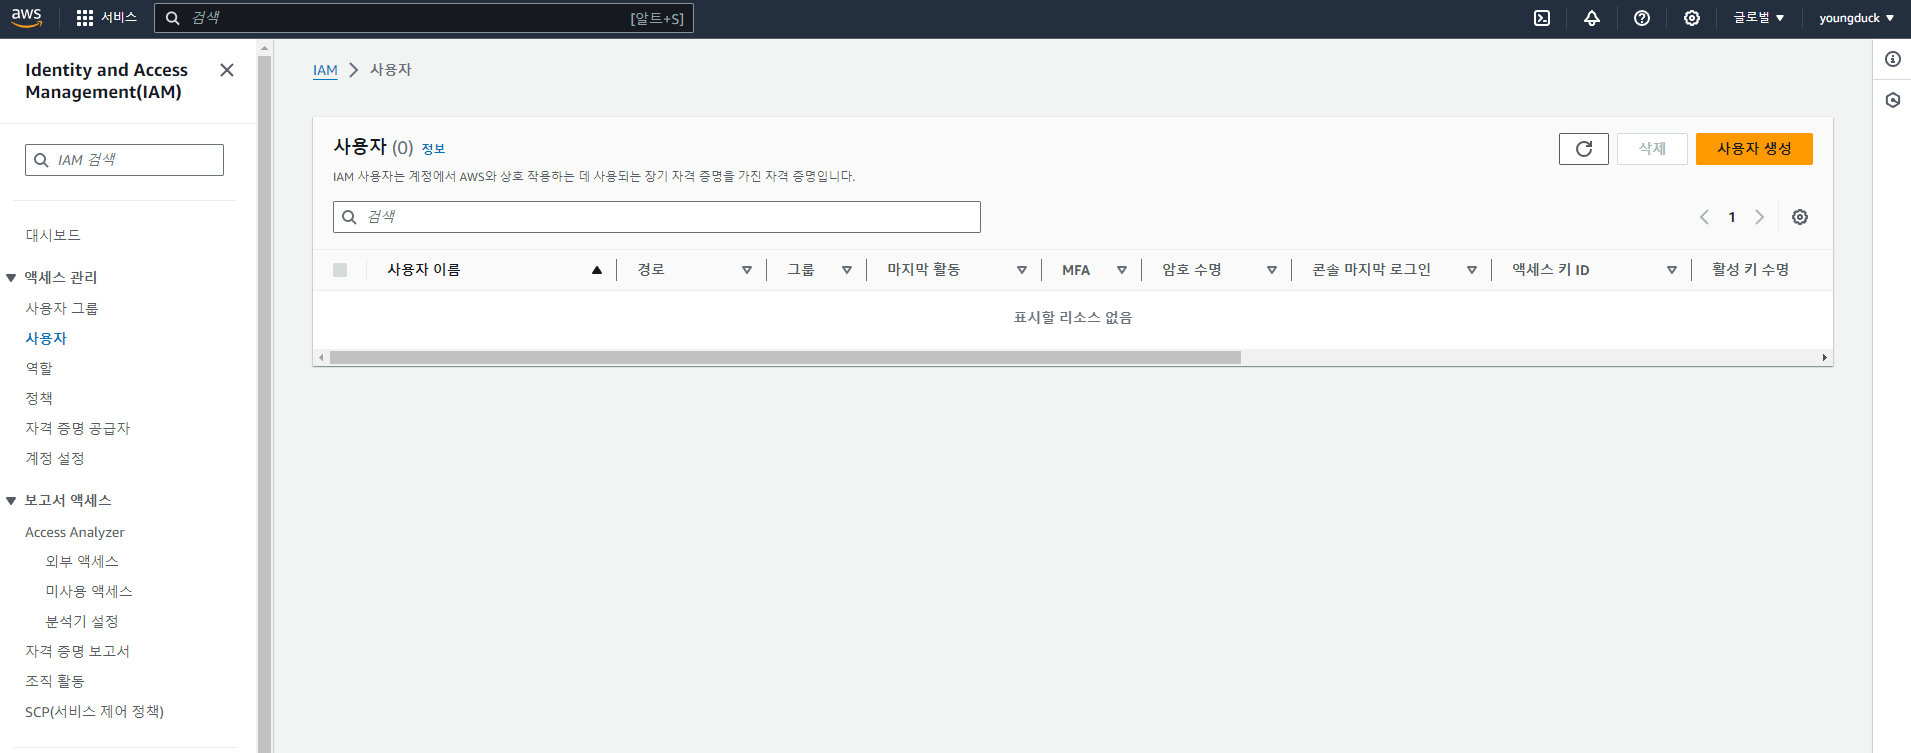 aws 서비스 검색 [알트+S] 글로벌 youngduck
Identity and Access
Management(IAM)
IAM 검색
대시보드
액세스 관리
사용자 그룹
사용자
역할
정책
자격 증명 공급자
계정 설정
보고서 액세스
Access Analyzer
외부 액세스
미사용 액세스
분석기 설정
자격 증명 보고서
조직 활동
SCP(서비스 제어 정책)
IAM 사용자
사용자 (0) 정보
삭제 사용자 생성
IAM 사용자는 계정에서 AWS와 상호 작용하는 데 사용되는 장기 자격 증명을 가진 자격 증명입니다.
검색
1
사용자 이름 경로 그룹 마지막 활동 MFA 암호 수명 콘솔 마지막 로그인 액세스 키 ID 활성 키 수명
표시할 리소스 없음